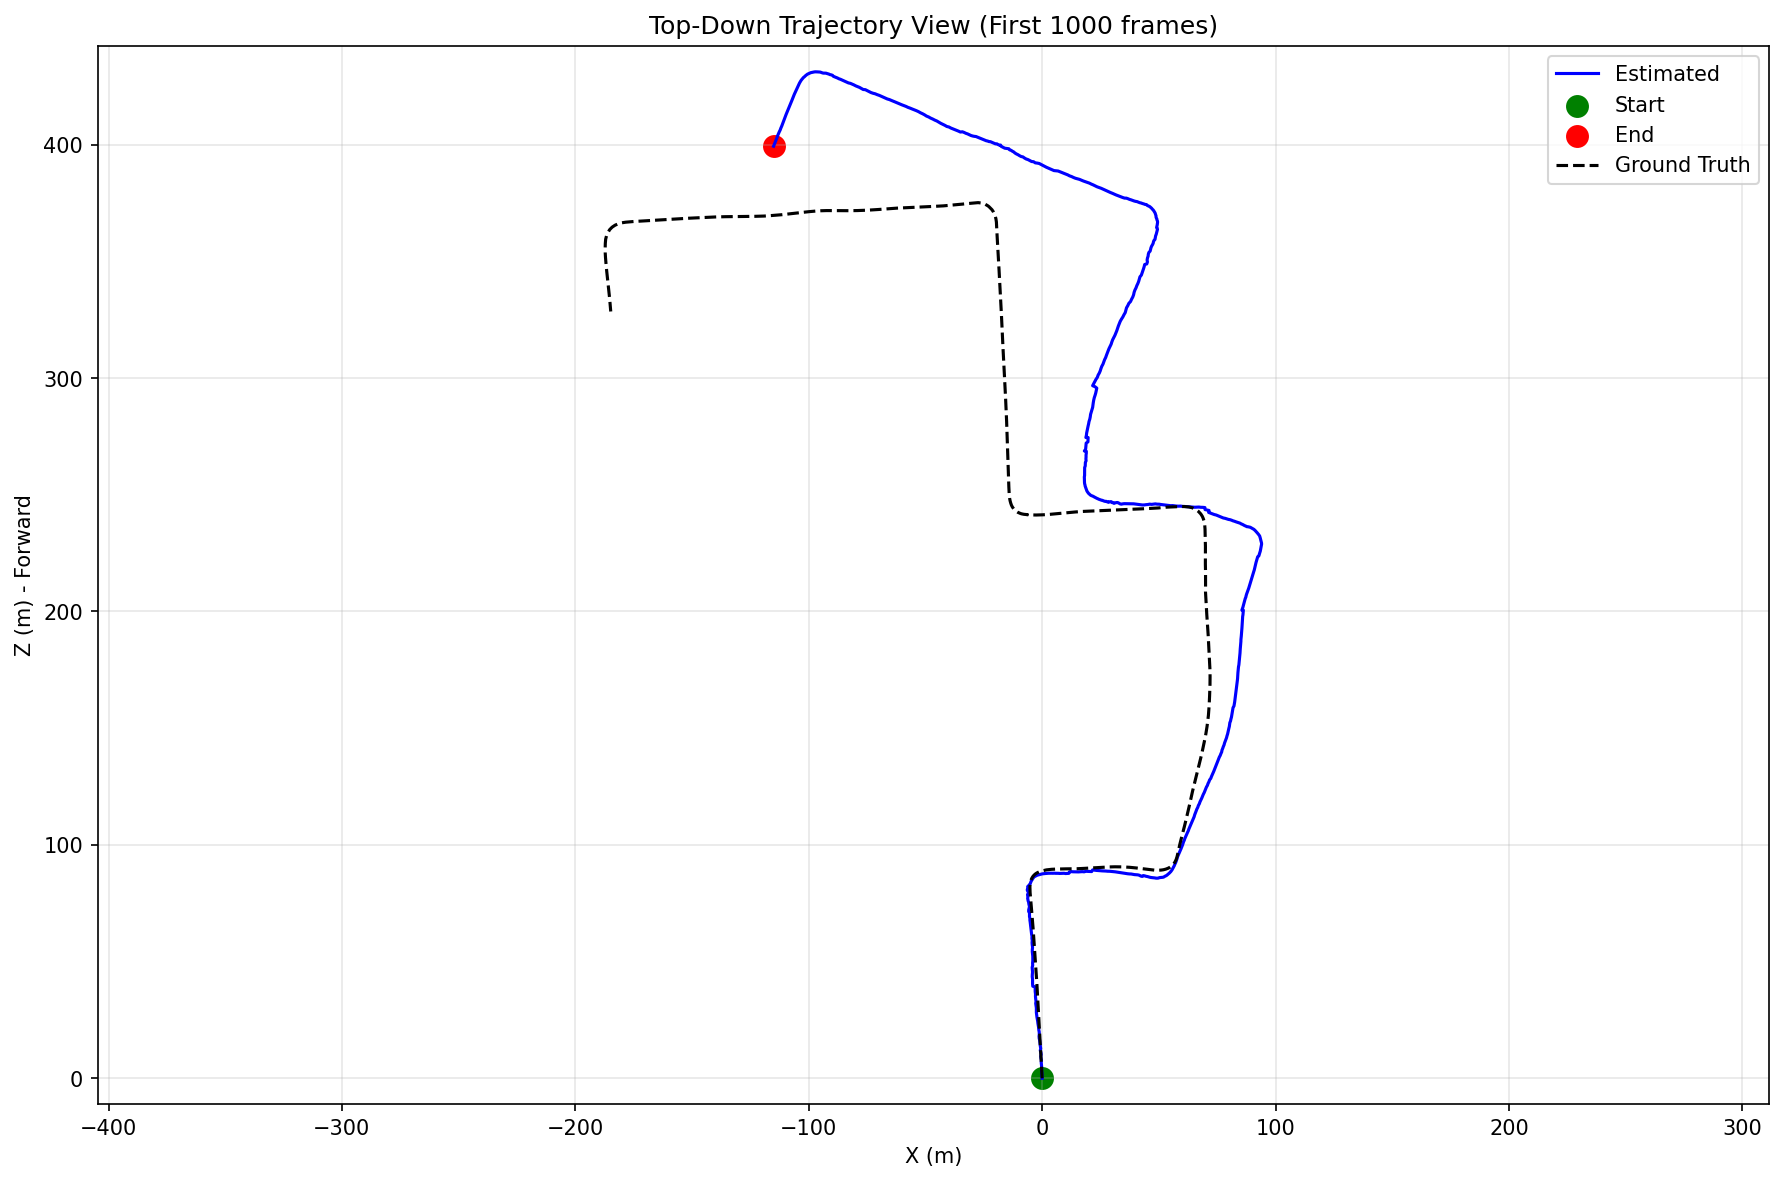 Top-Down Trajectory View (First 1000 frames)
Estimated
Start
End
Ground Truth
Z (m) - Forward
400
300
200
100
0
−400
−300
−200
−100
0
100
200
300
X (m)